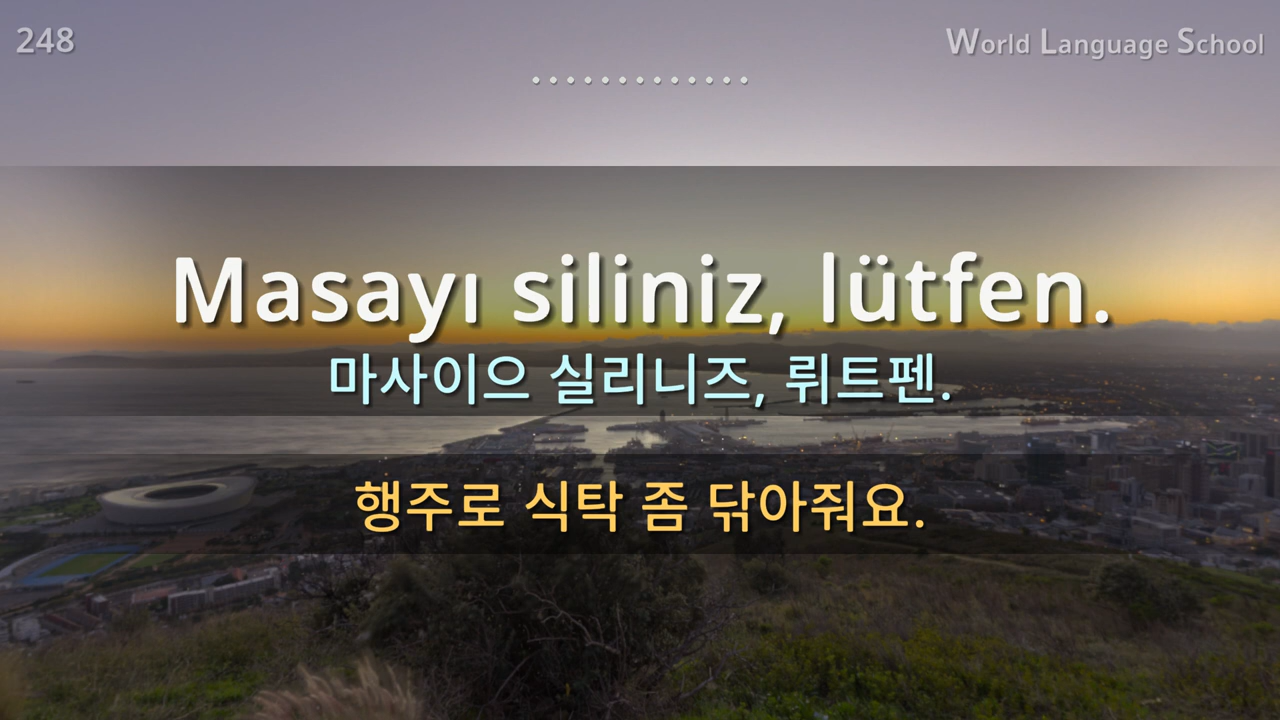 248
World Language School
Masayı siliniz, lütfen.
마사이으 실리니즈, 뤼트펜.
행주로 식탁 좀 닦아줘요.